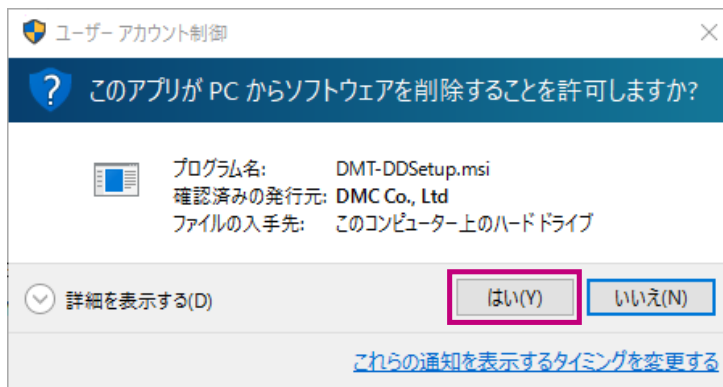 ユーザー アカウント制御
このアプリが PC からソフトウェアを削除することを許可しますか?
プログラム名: DMT-DDSetup.msi
確認済みの発行元: DMC Co., Ltd
ファイルの入手先: このコンピューター上のハード ドライブ
詳細を表示する(D)
はい(Y)
いいえ(N)
これらの通知を表示するタイミングを変更する